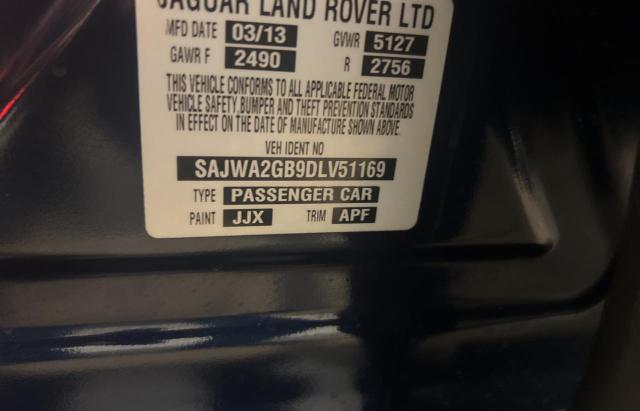 JAGUAR LAND ROVER LTD
MFD DATE 03/13 GVWR 5127
GAWR F 2490 R 2756
THIS VEHICLE CONFORMS TO ALL APPLICABLE FEDERAL MOTOR
VEHICLE SAFETY, BUMPER AND THEFT PREVENTION STANDARDS
IN EFFECT ON THE DATE OF MANUFACTURE SHOWN ABOVE.
VEH IDENT NO
SAJWA2GB9DLV51169
TYPE PASSENGER CAR
PAINT JJX TRIM APF